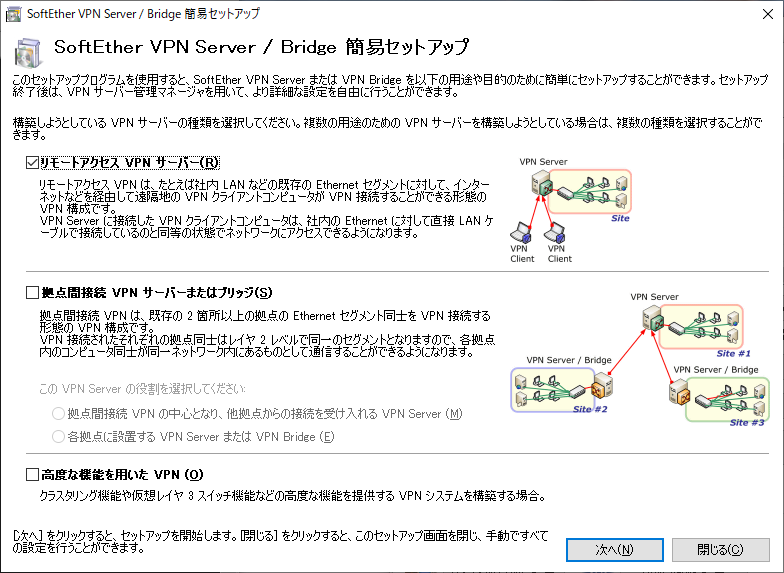 SoftEther VPN Server / Bridge 簡易セットアップ
SoftEther VPN Server / Bridge 簡易セットアップ
このセットアッププログラムを使用すると、SoftEther VPN Server または VPN Bridge を以下の用途や目的のために簡単にセットアップすることができます。セットアップ
終了後は、VPN サーバー管理マネージャを用いて、より詳細な設定を自由に行うことができます。
構築しようとしている VPN サーバーの種類を選択してください。複数の用途のための VPN サーバーを構築しようとしている場合は、複数の種類を選択することがで
きます。
リモートアクセス VPN サーバー(R)
リモートアクセス VPN は、たとえば社内 LAN などの既存の Ethernet セグメントに対して、インター
ネットなどを経由して遠隔地の VPN クライアントコンピュータが VPN 接続することができる形態の
VPN 構成です。
VPN Server に接続した VPN クライアントコンピュータは、社内の Ethernet に対して直接 LAN ケ
ーブルで接続しているのと同等の状態でネットワークにアクセスできるようになります。
VPN Server
Site
VPN
Client
VPN
Client
拠点間接続 VPN サーバーまたはブリッジ(S)
拠点間接続 VPN は、既存の 2 箇所以上の拠点の Ethernet セグメント同士を VPN 接続する
形態の VPN 構成です。
VPN 接続されたそれぞれの拠点同士はレイヤ 2 レベルで同一のセグメントとなりますので、各拠点
内のコンピュータ同士が同一ネットワーク内にあるものとして通信することができるようになります。
この VPN Server の役割を選択してください:
拠点間接続 VPN の中心となり、他拠点からの接続を受け入れる VPN Server (M)
各拠点に設置する VPN Server または VPN Bridge (E)
VPN Server
Site #1
VPN Server / Bridge
Site #2
VPN Server / Bridge
Site #3
高度な機能を用いた VPN (O)
クラスタリング機能や仮想レイヤ 3 スイッチ機能などの高度な機能を提供する VPN システムを構築する場合。
[次へ] をクリックすると、セットアップを開始します。[閉じる] をクリックすると、このセットアップ画面を閉じ、手動ですべて
の設定を行うことができます。
次へ(N)
閉じる(C)